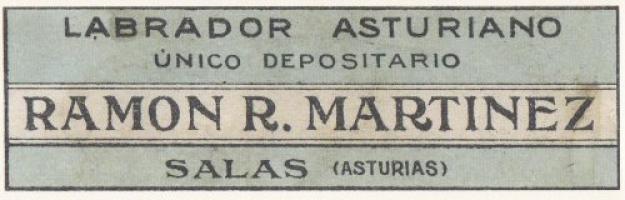 LABRADOR ASTURIANO
ÚNICO DEPOSITARIO
RAMON R. MARTINEZ
SALAS (ASTURIAS)